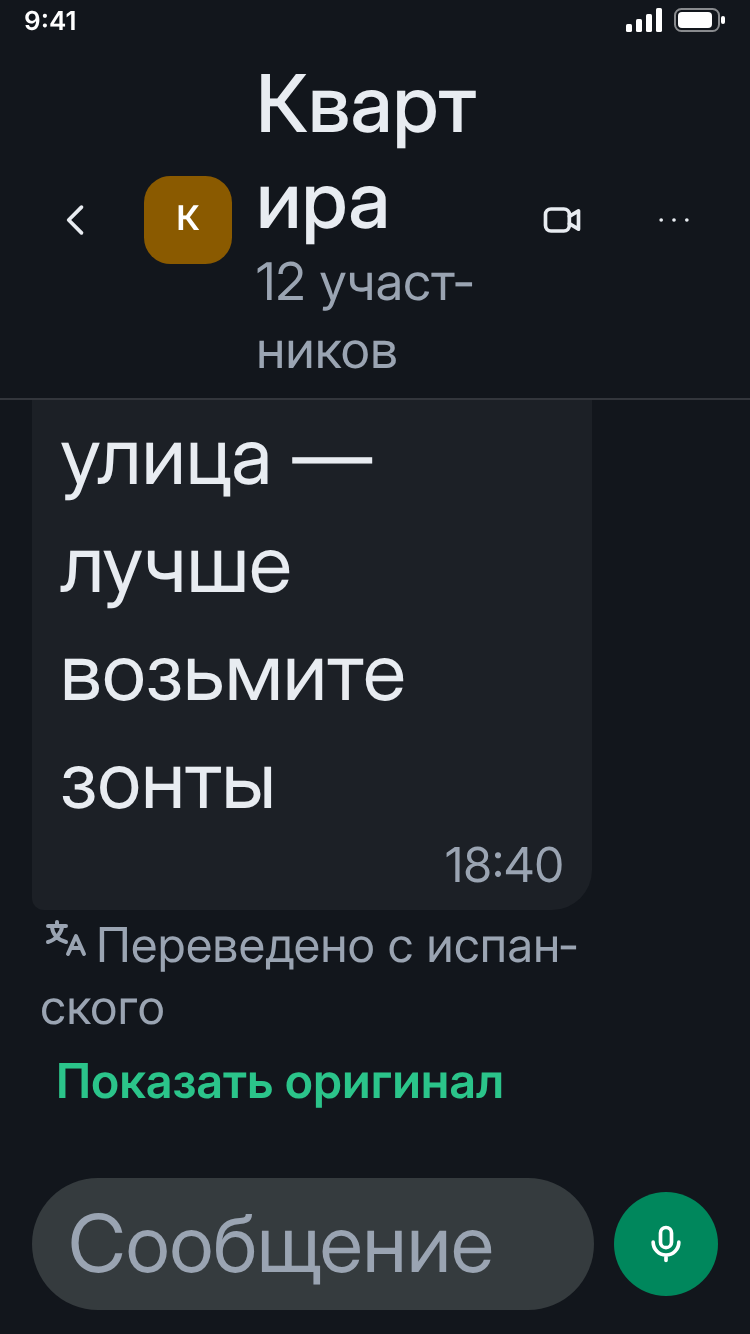 9:41
Кварт
ира
К
12 участ-
ников
улица —
лучше
возьмите
зонты
18:40
Переведено с испан-
ского
Показать оригинал
Сообщение